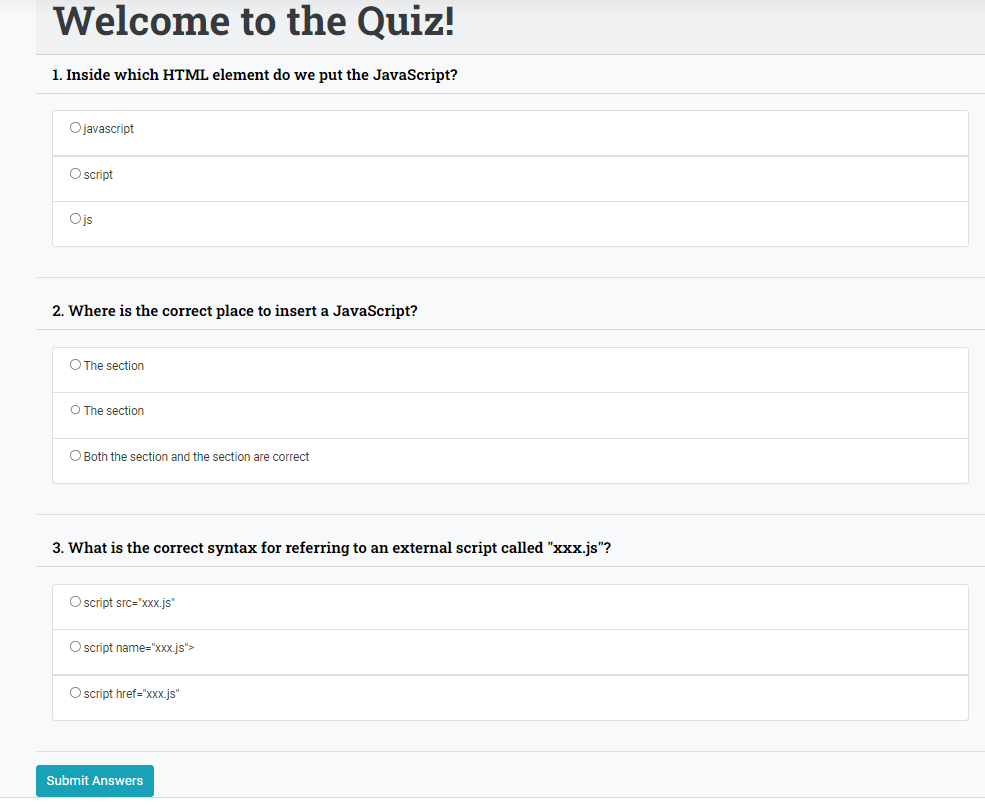 Welcome to the Quiz!
1. Inside which HTML element do we put the JavaScript?
javascript
script
js
2. Where is the correct place to insert a JavaScript?
The section
The section
Both the section and the section are correct
3. What is the correct syntax for referring to an external script called "xxx.js"?
script src="xxx.js"
script name="xxx.js">
script href="xxx.js"
Submit Answers